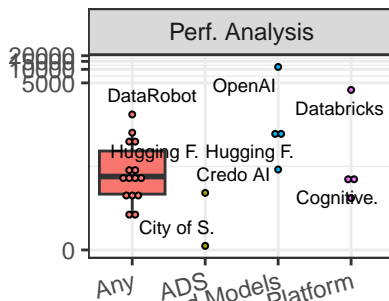 Perf. Analysis
20000
10000
5000
OpenAI
DataRobot
Databricks
Hugging F. Hugging F.
Credo AI
Cognitive.
City of S.
0
Any
ADS
Models
Platform